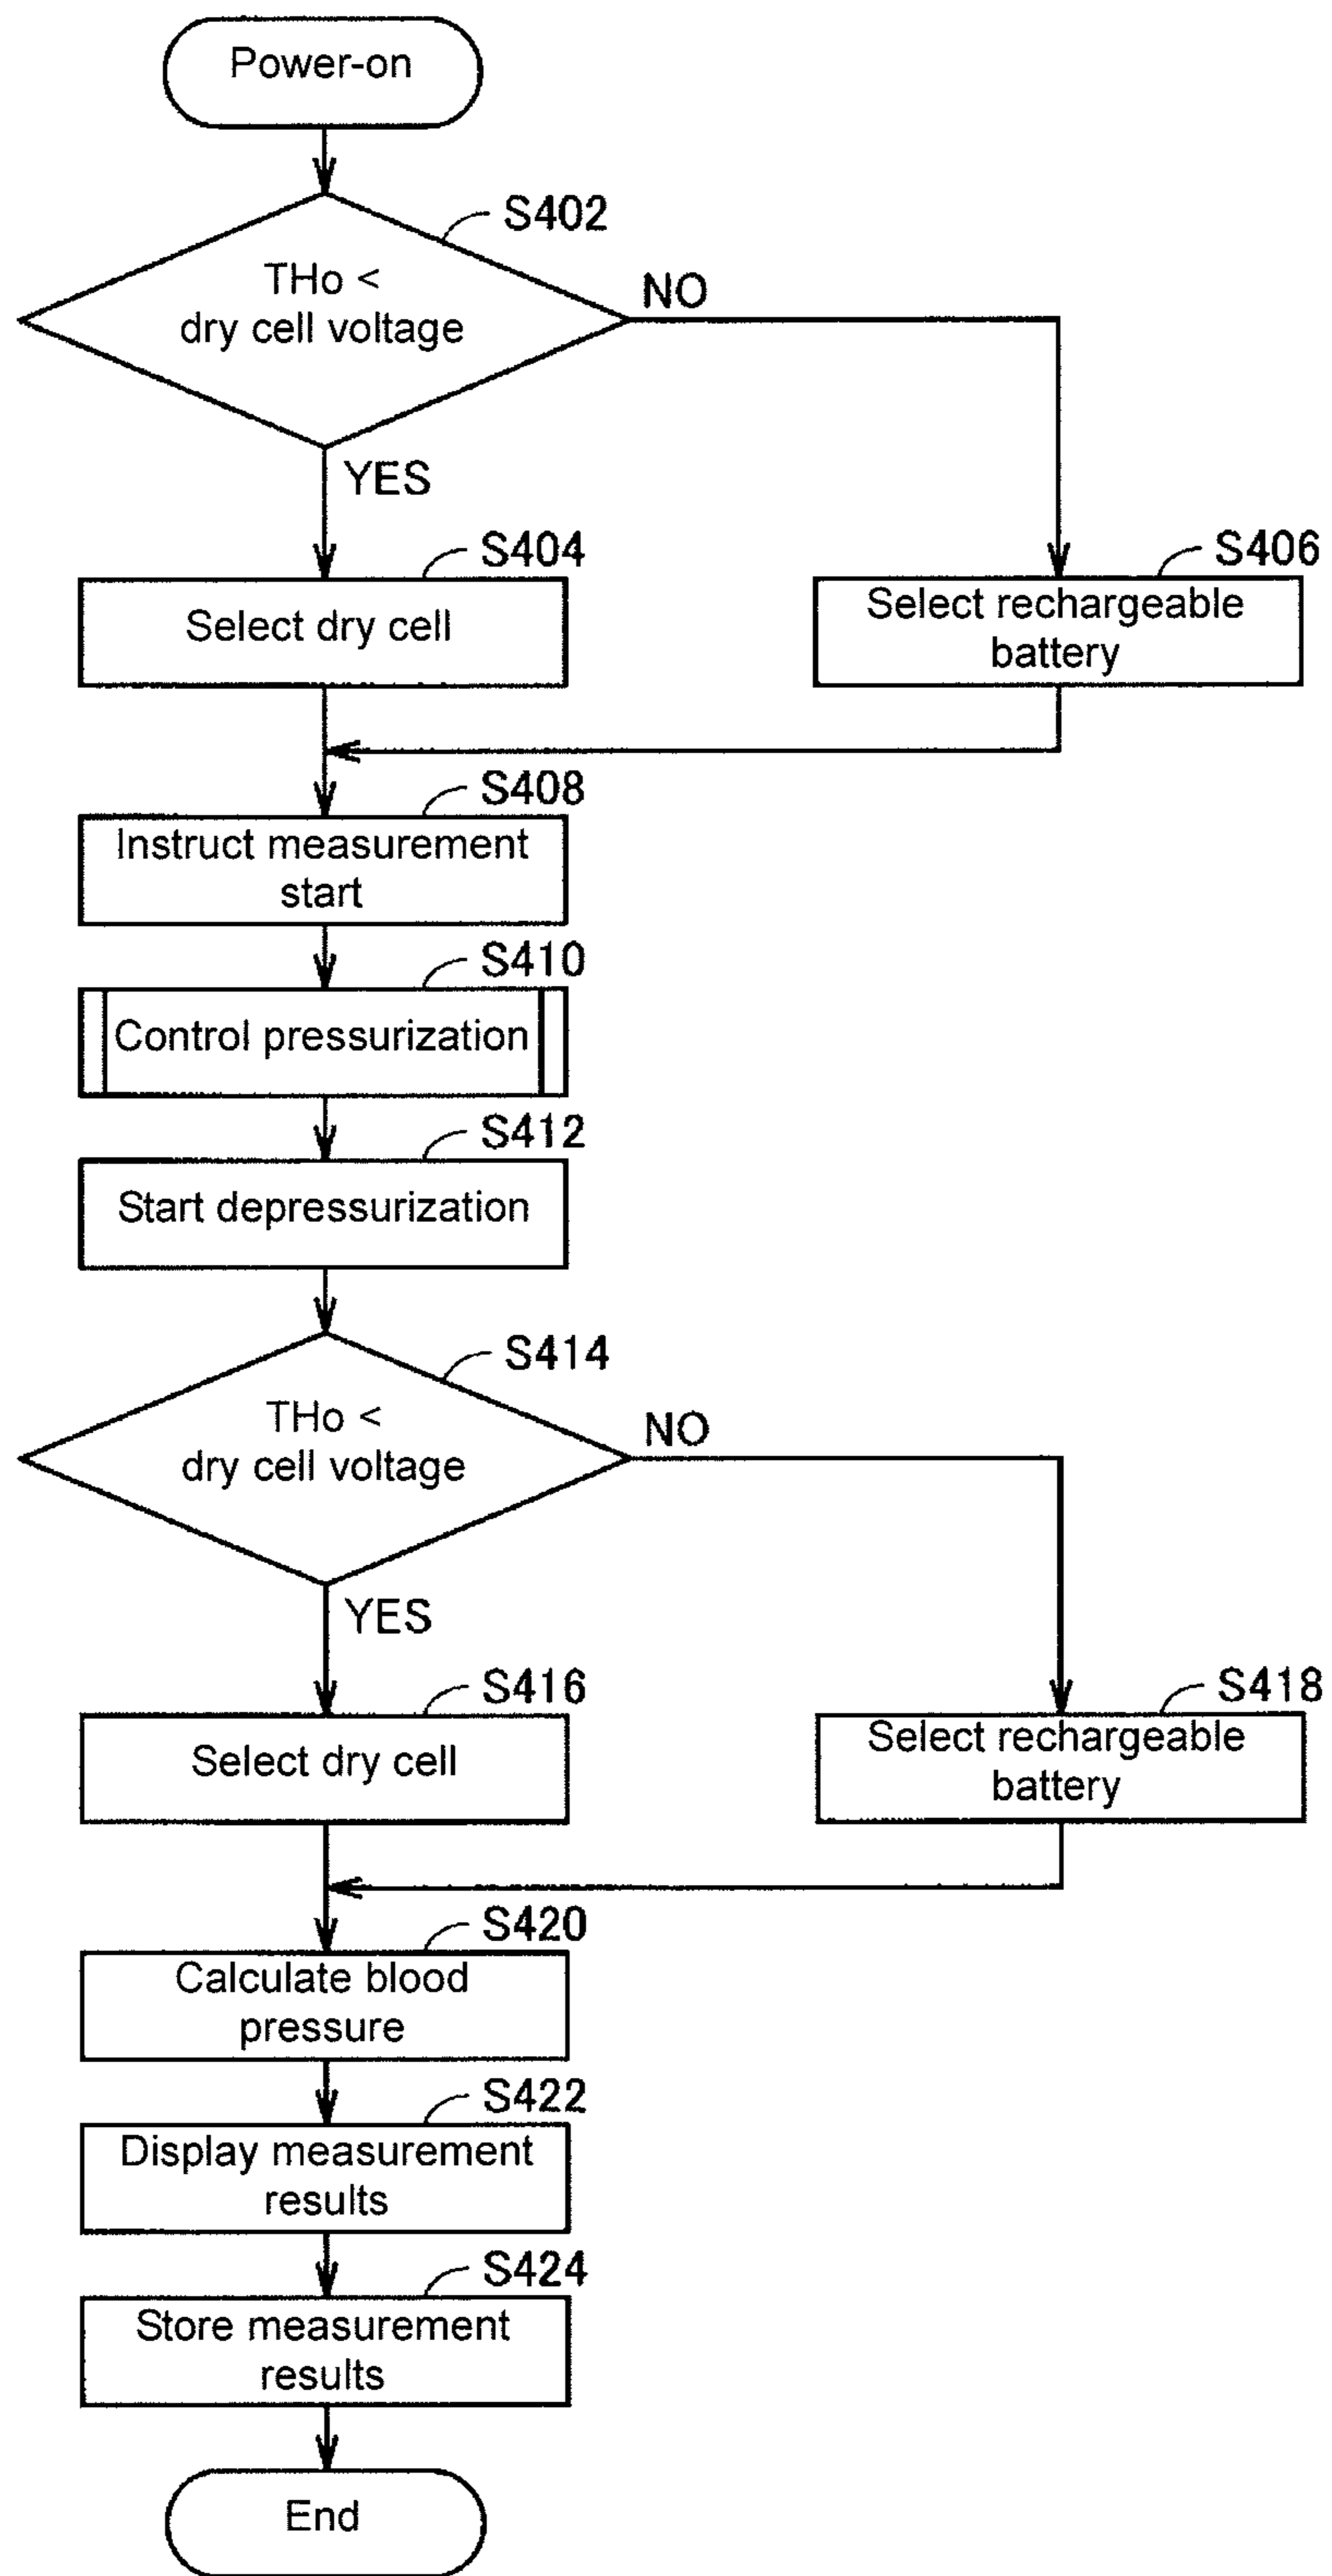 Power-on
S402
THo <
dry cell voltage
NO
YES
S404
Select dry cell
S406
Select rechargeable
battery
S408
Instruct measurement
start
S410
Control pressurization
S412
Start depressurization
S414
THo <
dry cell voltage
NO
YES
S416
Select dry cell
S418
Select rechargeable
battery
S420
Calculate blood
pressure
S422
Display measurement
results
S424
Store measurement
results
End